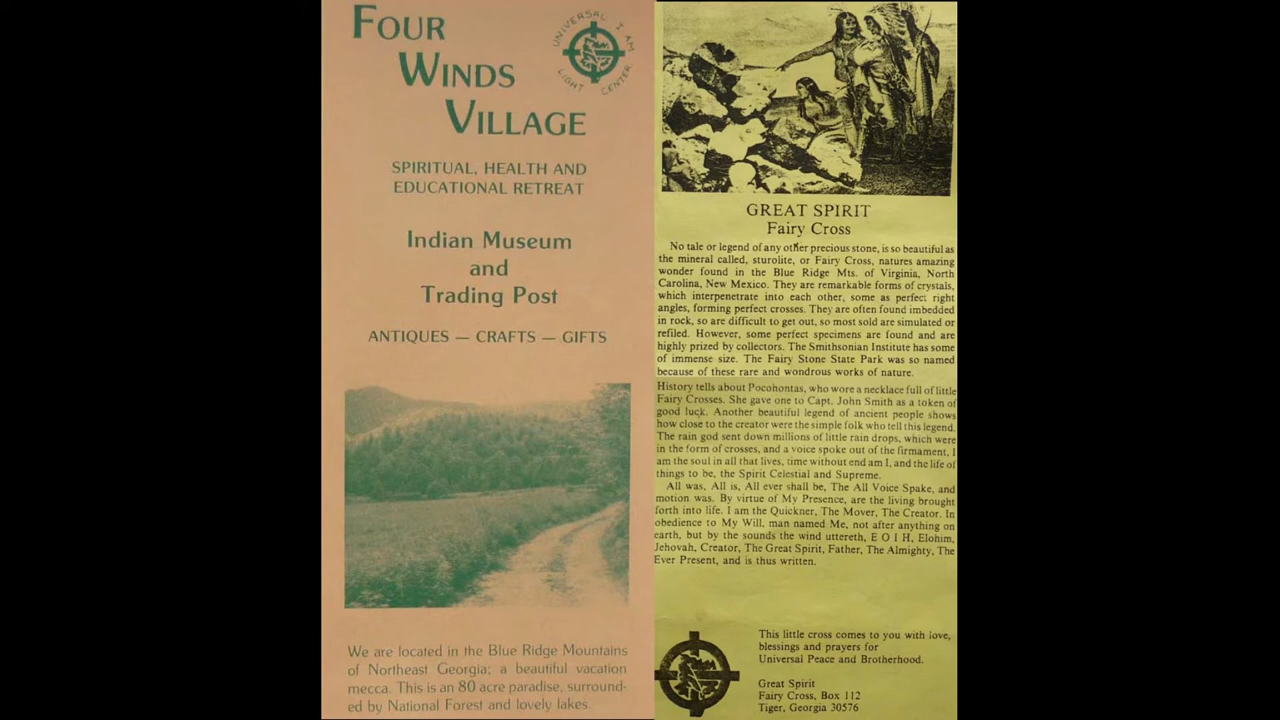 FOUR
WINDS
VILLAGE
UNIVERSAL I AM
LIGHT CENTER
SPIRITUAL, HEALTH AND
EDUCATIONAL RETREAT
Indian Museum
and
Trading Post
ANTIQUES — CRAFTS — GIFTS
We are located in the Blue Ridge Mountains
of Northeast Georgia; a beautiful vacation
mecca. This is an 80 acre paradise, surround-
ed by National Forest and lovely lakes.
GREAT SPIRIT
Fairy Cross
No tale or legend of any other precious stone, is so beautiful as
the mineral called, sturolite, or Fairy Cross, natures amazing
wonder found in the Blue Ridge Mts. of Virginia, North
Carolina, New Mexico. They are remarkable forms of crystals,
which interpenetrate into each other, some as perfect right
angles, forming perfect crosses. They are often found imbedded
in rock, so are difficult to get out, so most sold are simulated or
refiled. However, some perfect specimens are found and are
highly prized by collectors. The Smithsonian Institute has some
of immense size. The Fairy Stone State Park was so named
because of these rare and wondrous works of nature.
History tells about Pocohontas, who wore a necklace full of little
Fairy Crosses. She gave one to Capt. John Smith as a token of
good luck. Another beautiful legend of ancient people shows
how close to the creator were the simple folk who tell this legend.
The rain god sent down millions of little rain drops, which were
in the form of crosses, and a voice spoke out of the firmament, I
am the soul in all that lives, time without end am I, and the life of
things to be, the Spirit Celestial and Supreme.
All was, All is, All ever shall be, The All Voice Spake, and
motion was. By virtue of My Presence, are the living brought
forth into life. I am the Quickner, The Mover, The Creator. In
obedience to My Will, man named Me, not after anything on
earth, but by the sounds the wind uttereth, E O I H, Elohim,
Jehovah, Creator, The Great Spirit, Father, The Almighty, The
Ever Present, and is thus written.
This little cross comes to you with love,
blessings and prayers for
Universal Peace and Brotherhood.
Great Spirit
Fairy Cross, Box 112
Tiger, Georgia 30576